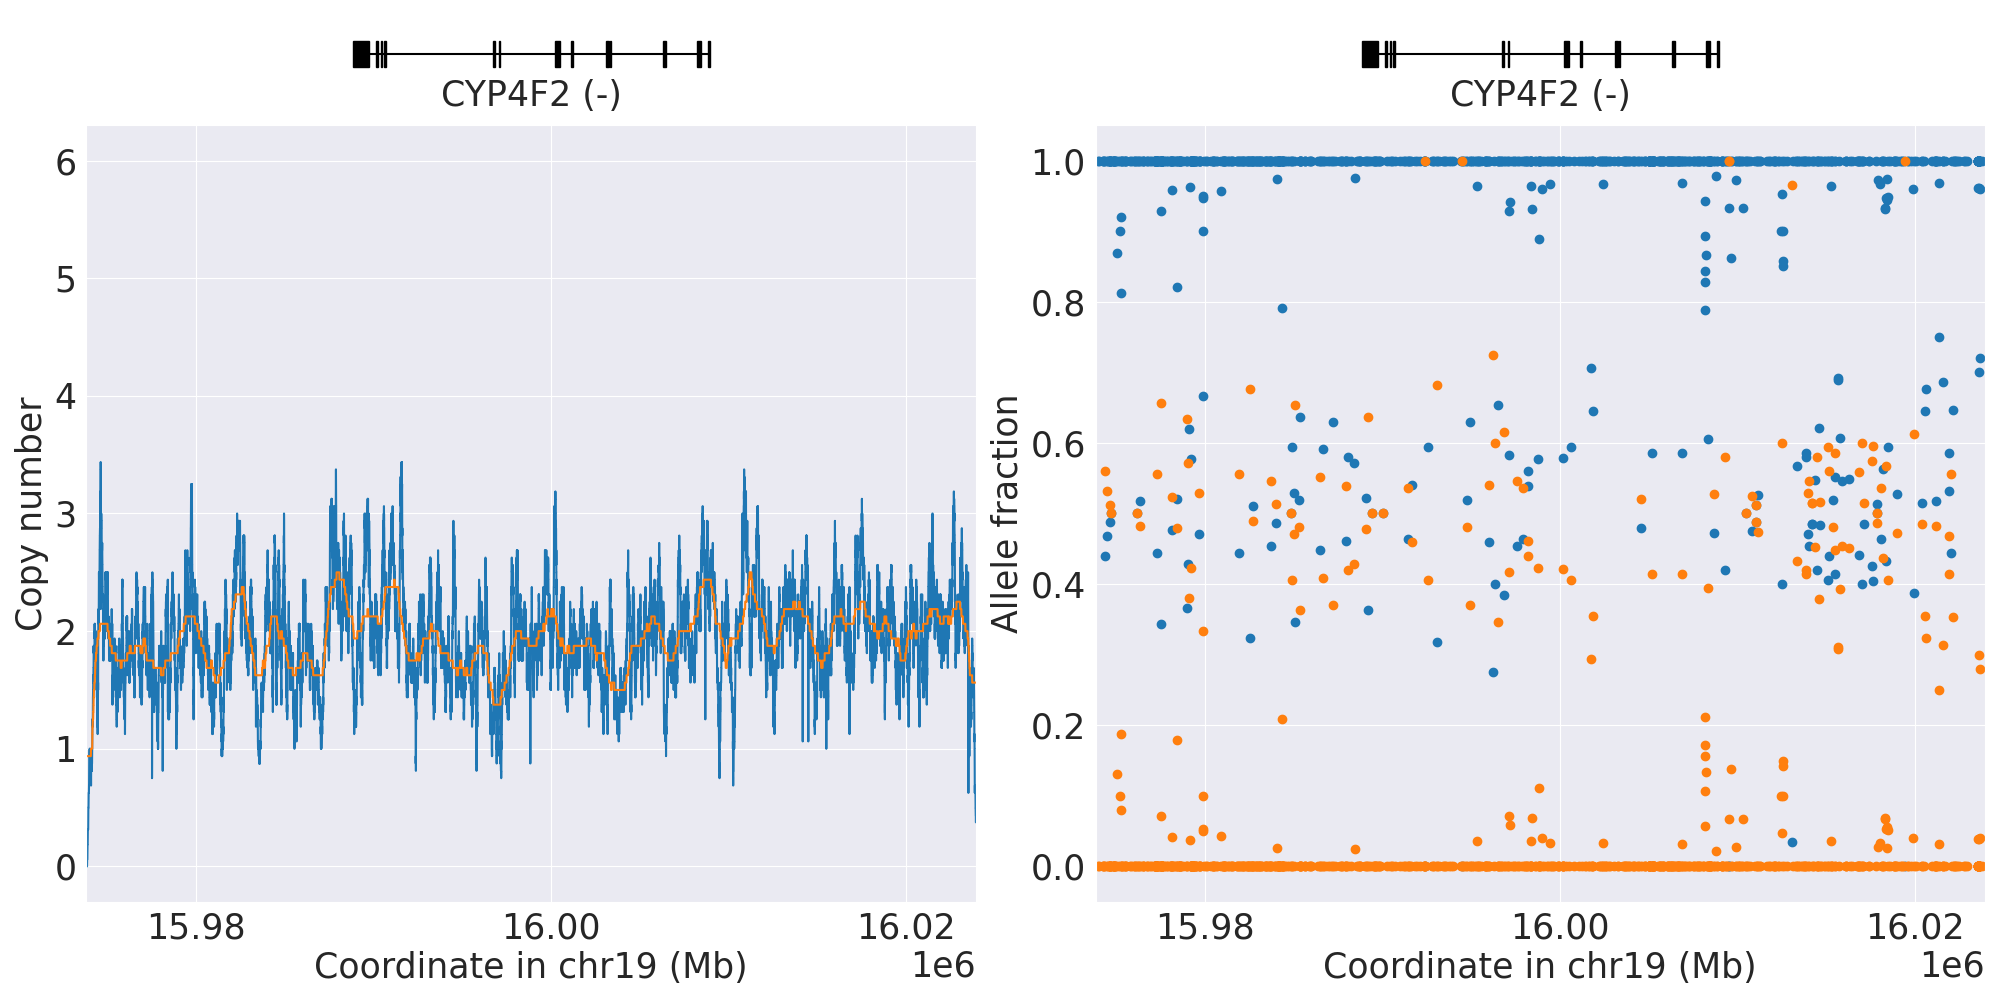 CYP4F2 (-)
6
5
4
3
2
1
0
Copy number
15.98
16.00
16.02
1e6
Coordinate in chr19 (Mb)
CYP4F2 (-)
1.0
0.8
0.6
0.4
0.2
0.0
Allele fraction
15.98
16.00
16.02
1e6
Coordinate in chr19 (Mb)